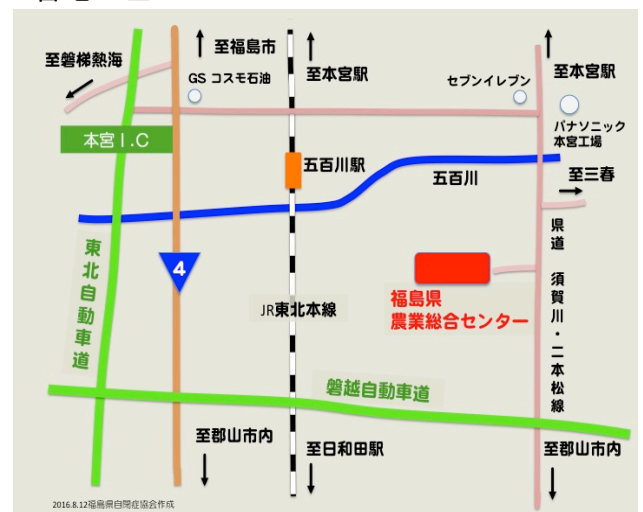 至磐梯熱海
至福島市
GS コスモ石油
至本宮駅
セブンイレブン
至本宮駅
パナソニック
本宮工場
本宮I.C
五百川駅
五百川
至三春
東北自動車道
4
JR東北本線
福島県
農業総合センター
県道 須賀川・二本松線
磐越自動車道
至郡山市内
至日和田駅
至郡山市内
2016.8.12福島県自閉症協会作成